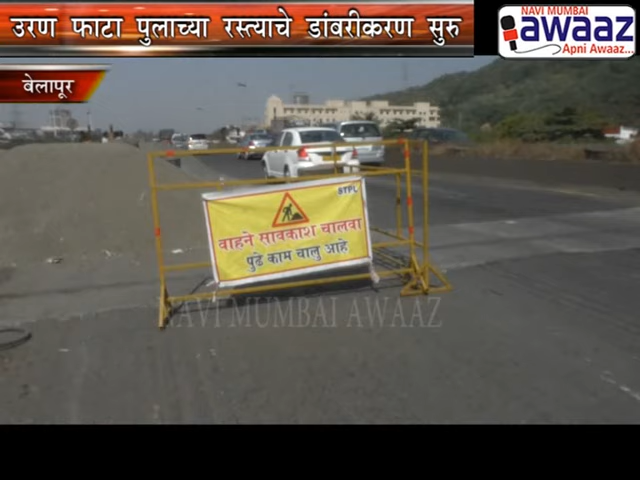 उरण फाटा पुलाच्या रस्त्याचे डांबरीकरण सुरु
NAVI MUMBAI
awaaz
Apni Awaaz...
बेलापूर
STPL
वाहने सावकाश चालवा
पुढे काम चालु आहे
NAVI MUMBAI AWAAZ